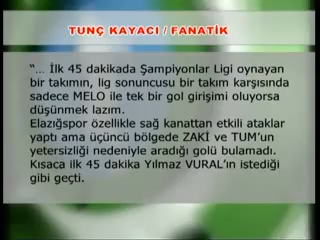 TUNÇ KAYACI / FANATİK
"... İlk 45 dakikada Şampiyonlar Ligi oynayan
bir takımın, lig sonuncusu bir takım karşısında
sadece MELO ile tek bir gol girişimi oluyorsa
düşünmek lazım.
Elazığspor özellikle sağ kanattan etkili ataklar
yaptı ama üçüncü bölgede ZAKİ ve TUM'un
yetersizliği nedeniyle aradığı golü bulamadı.
Kısaca ilk 45 dakika Yılmaz VURAL'ın istediği
gibi geçti.